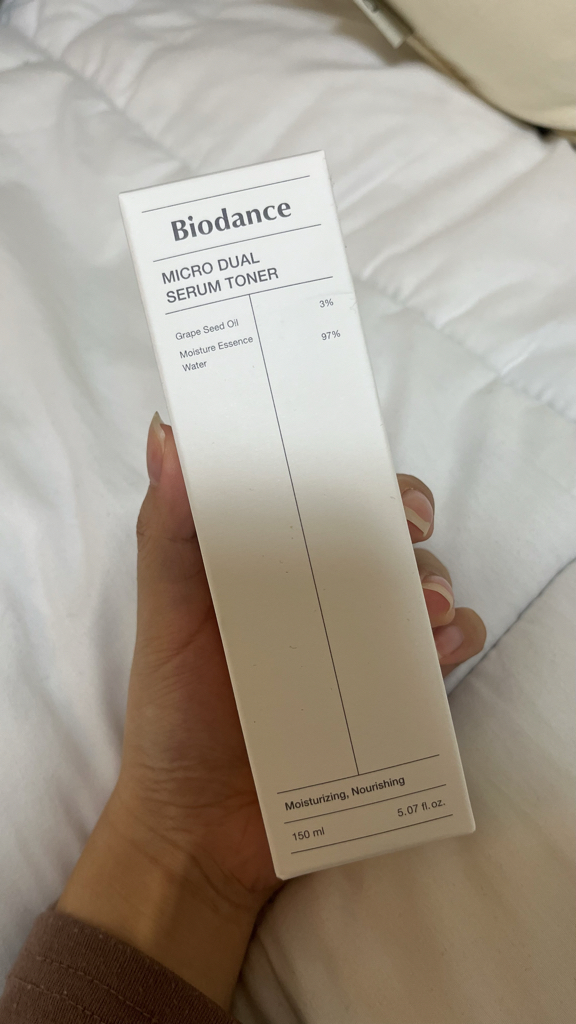 Biodance
MICRO DUAL
SERUM TONER
Grape Seed Oil 3%
Moisture Essence 97%
Water
Moisturizing, Nourishing
150 ml 5.07 fl.oz.